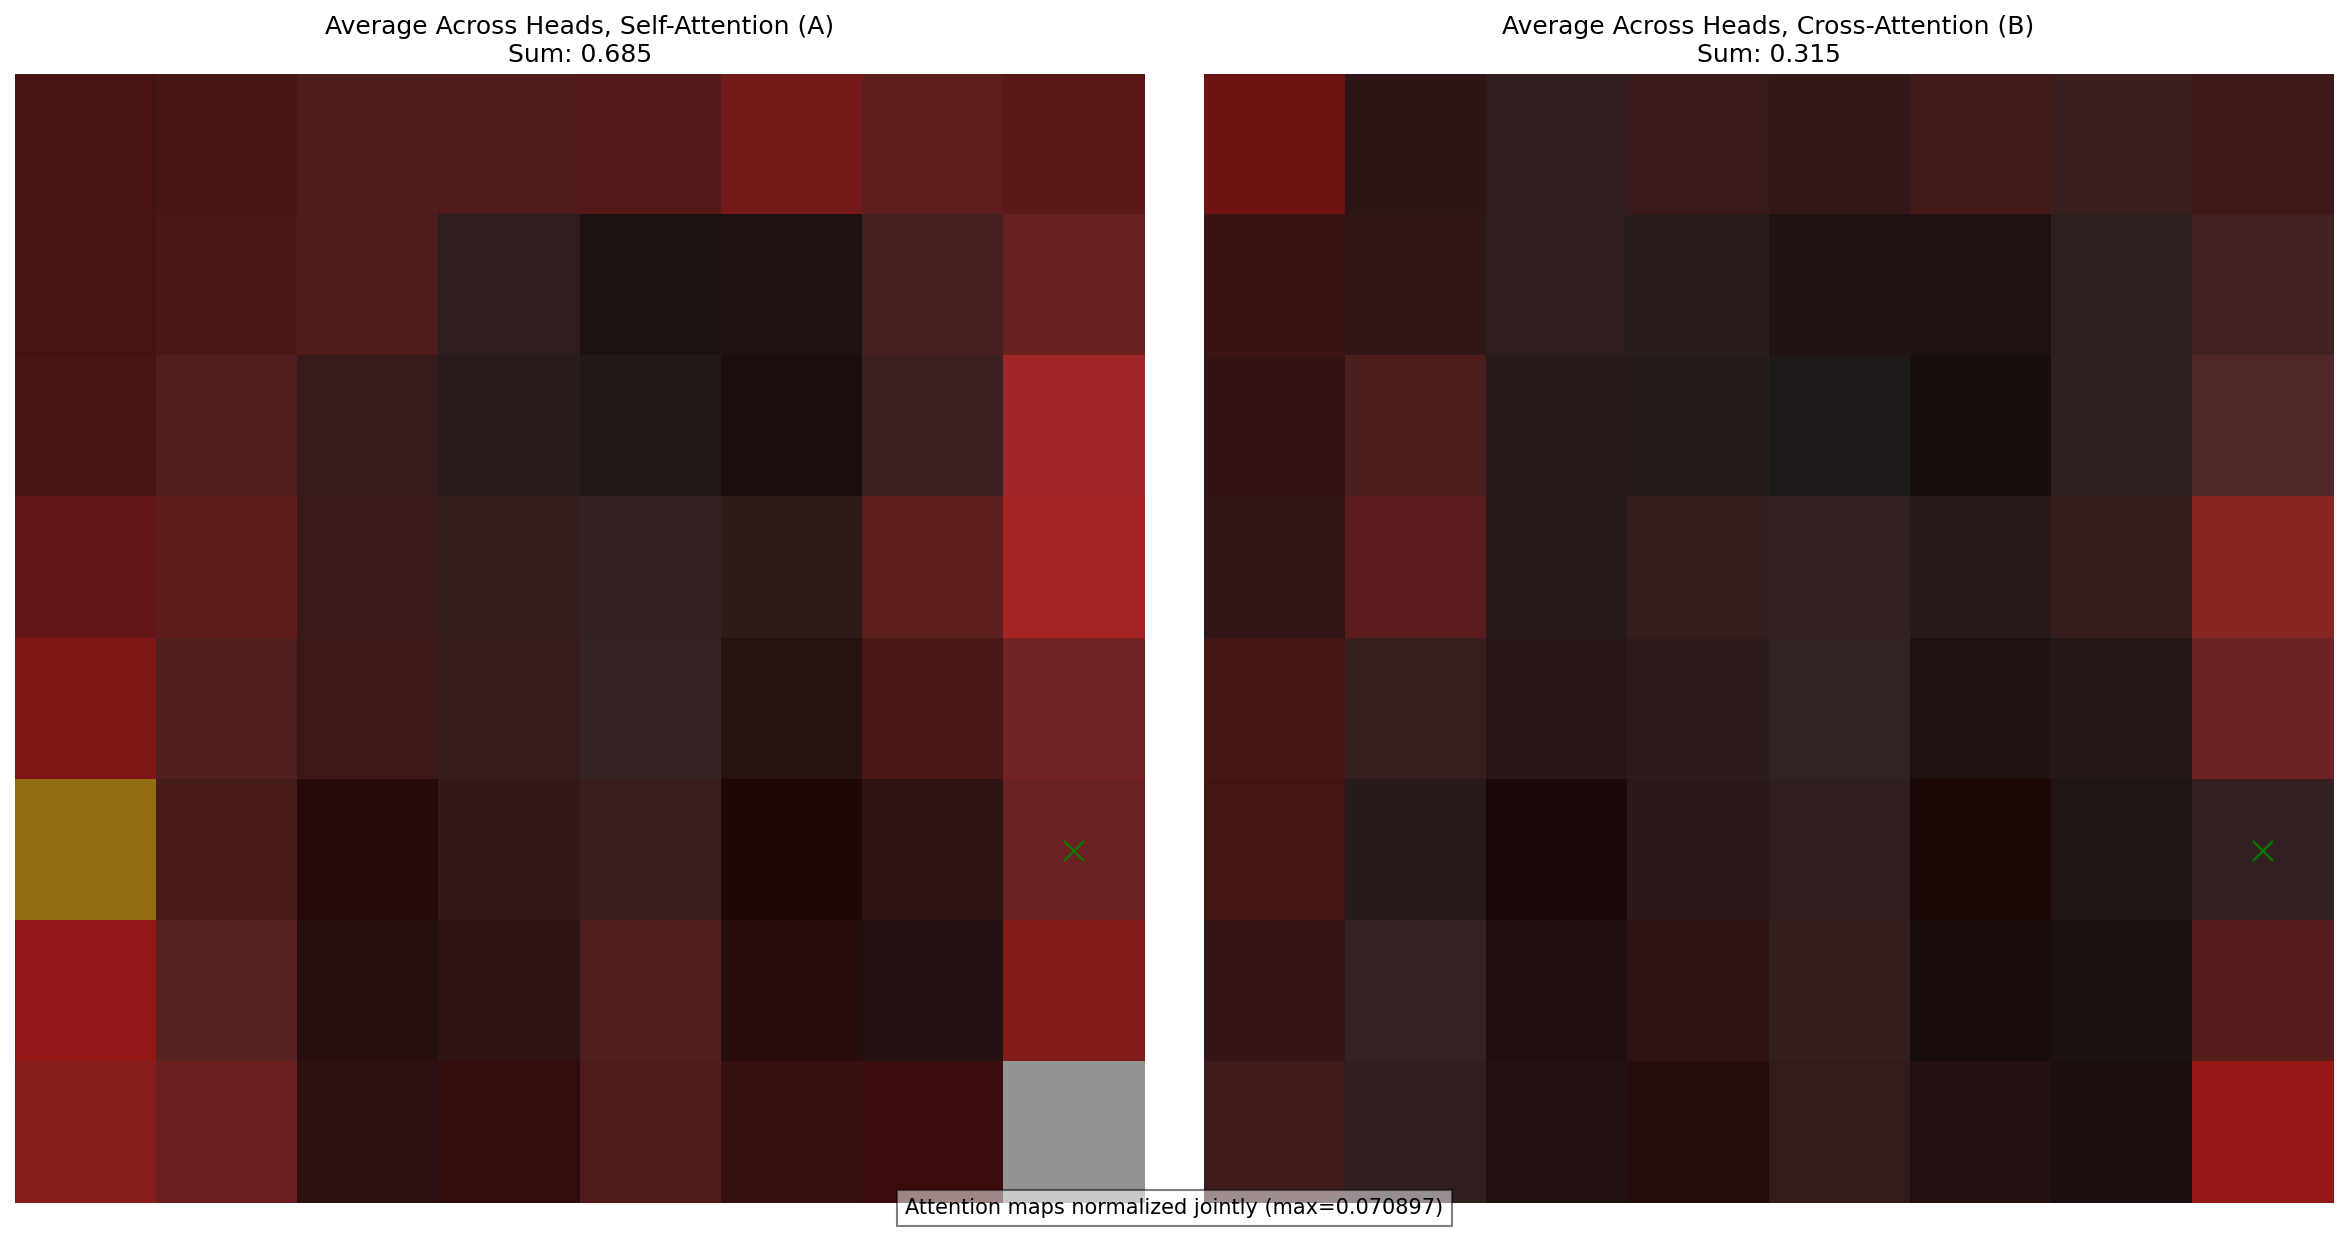 Average Across Heads, Self-Attention (A)
Sum: 0.685
Average Across Heads, Cross-Attention (B)
Sum: 0.315
Attention maps normalized jointly (max=0.070897)